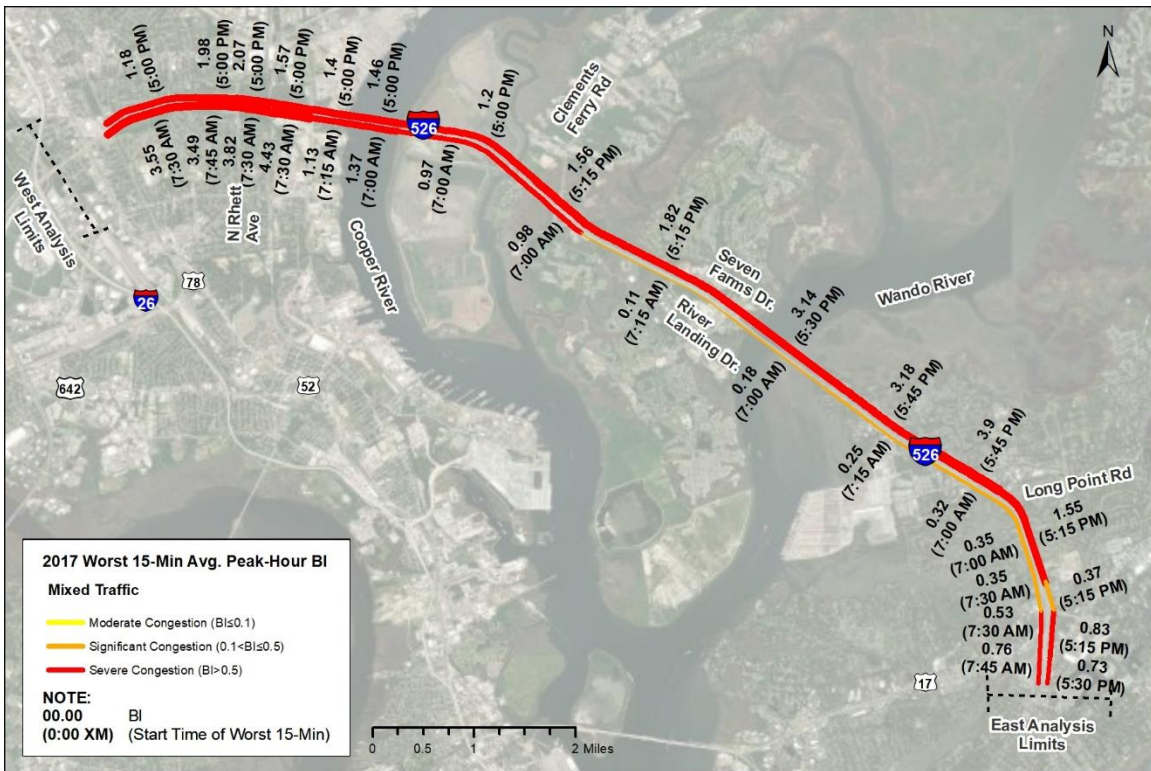 1.18
(5:00 PM)
1.98
(5:00 PM)
2.07
(5:00 PM)
1.57
(5:00 PM)
1.4
(5:00 PM)
1.46
(5:00 PM)
1.2
(5:00 PM)
Clements
Ferry Rd
N
526
3.55
(7:30 AM)
3.49
(7:45 AM)
3.82
(7:30 AM)
4.43
(7:30 AM)
1.13
(7:15 AM)
1.37
(7:00 AM)
0.97
(7:00 AM)
1.56
(5:15 PM)
West Analysis
Limits
N Rhett
Ave
Cooper River
0.98
(7:00 AM)
1.82
(5:15 PM)
Seven
Farms Dr.
Wando River
78
26
0.11
(7:15 AM)
River
Landing Dr.
3.14
(5:30 PM)
642
52
0.18
(7:00 AM)
3.18
(5:45 PM)
526
3.9
(5:45 PM)
0.25
(7:15 AM)
Long Point Rd
0.32
(7:00 AM)
1.55
(5:15 PM)
0.35
(7:00 AM)
0.35
(7:30 AM)
0.37
(5:15 PM)
0.53
(7:30 AM)
0.83
(5:15 PM)
0.76
(7:45 AM)
0.73
(5:30 PM)
17
East Analysis
Limits
2017 Worst 15-Min Avg. Peak-Hour BI
Mixed Traffic
Moderate Congestion (BI≤0.1)
Significant Congestion (0.1<BI≤0.5)
Severe Congestion (BI>0.5)
NOTE:
00.00 BI
(0:00 XM) (Start Time of Worst 15-Min)
0 0.5 1 2 Miles